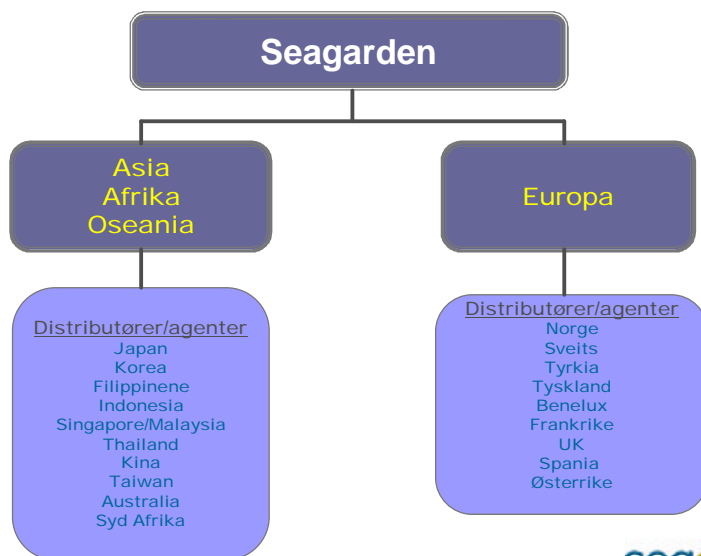 Seagarden
Asia
Afrika
Oseania
Distributører/agenter
Japan
Korea
Filippinene
Indonesia
Singapore/Malaysia
Thailand
Kina
Taiwan
Australia
Syd Afrika
Europa
Distributører/agenter
Norge
Sveits
Tyrkia
Tyskland
Benelux
Frankrike
UK
Spania
Østerrike